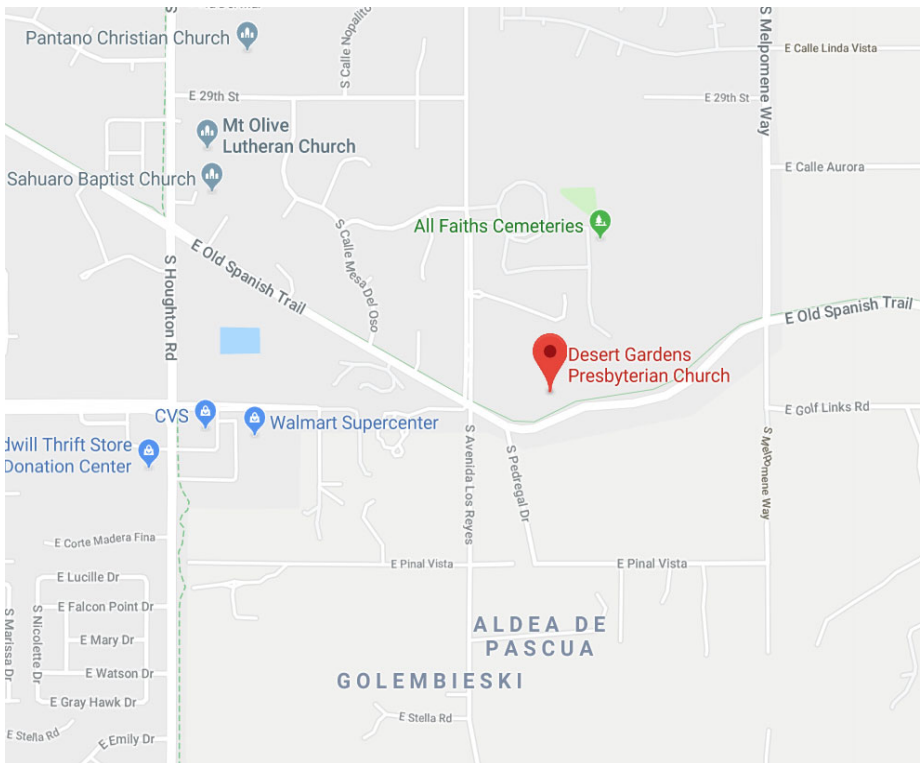 Pantano Christian Church
S Calle Nopalito
S Melpomene Way
E Calle Linda Vista
E 29th St
E 29th St
Mt Olive
Lutheran Church
E Calle Aurora
Sahuaro Baptist Church
All Faiths Cemeteries
S Calle Mesa Del Oso
E Old Spanish Trail
S Houghton Rd
E Old Spanish Trail
Desert Gardens
Presbyterian Church
CVS
Walmart Supercenter
E Golf Links Rd
dwill Thrift Store
Donation Center
S Avenida Los Reyes
S Pedregal Dr
S Melpomene Way
E Corte Madera Fina
E Pinal Vista
E Pinal Vista
E Lucille Dr
E Falcon Point Dr
S Marissa Dr
S Nicolette Dr
E Mary Dr
ALDEA DE
PASCUA
E Watson Dr
GOLEMBIESKI
E Gray Hawk Dr
E Stella Rd
E Stella Rd
E Emily Dr